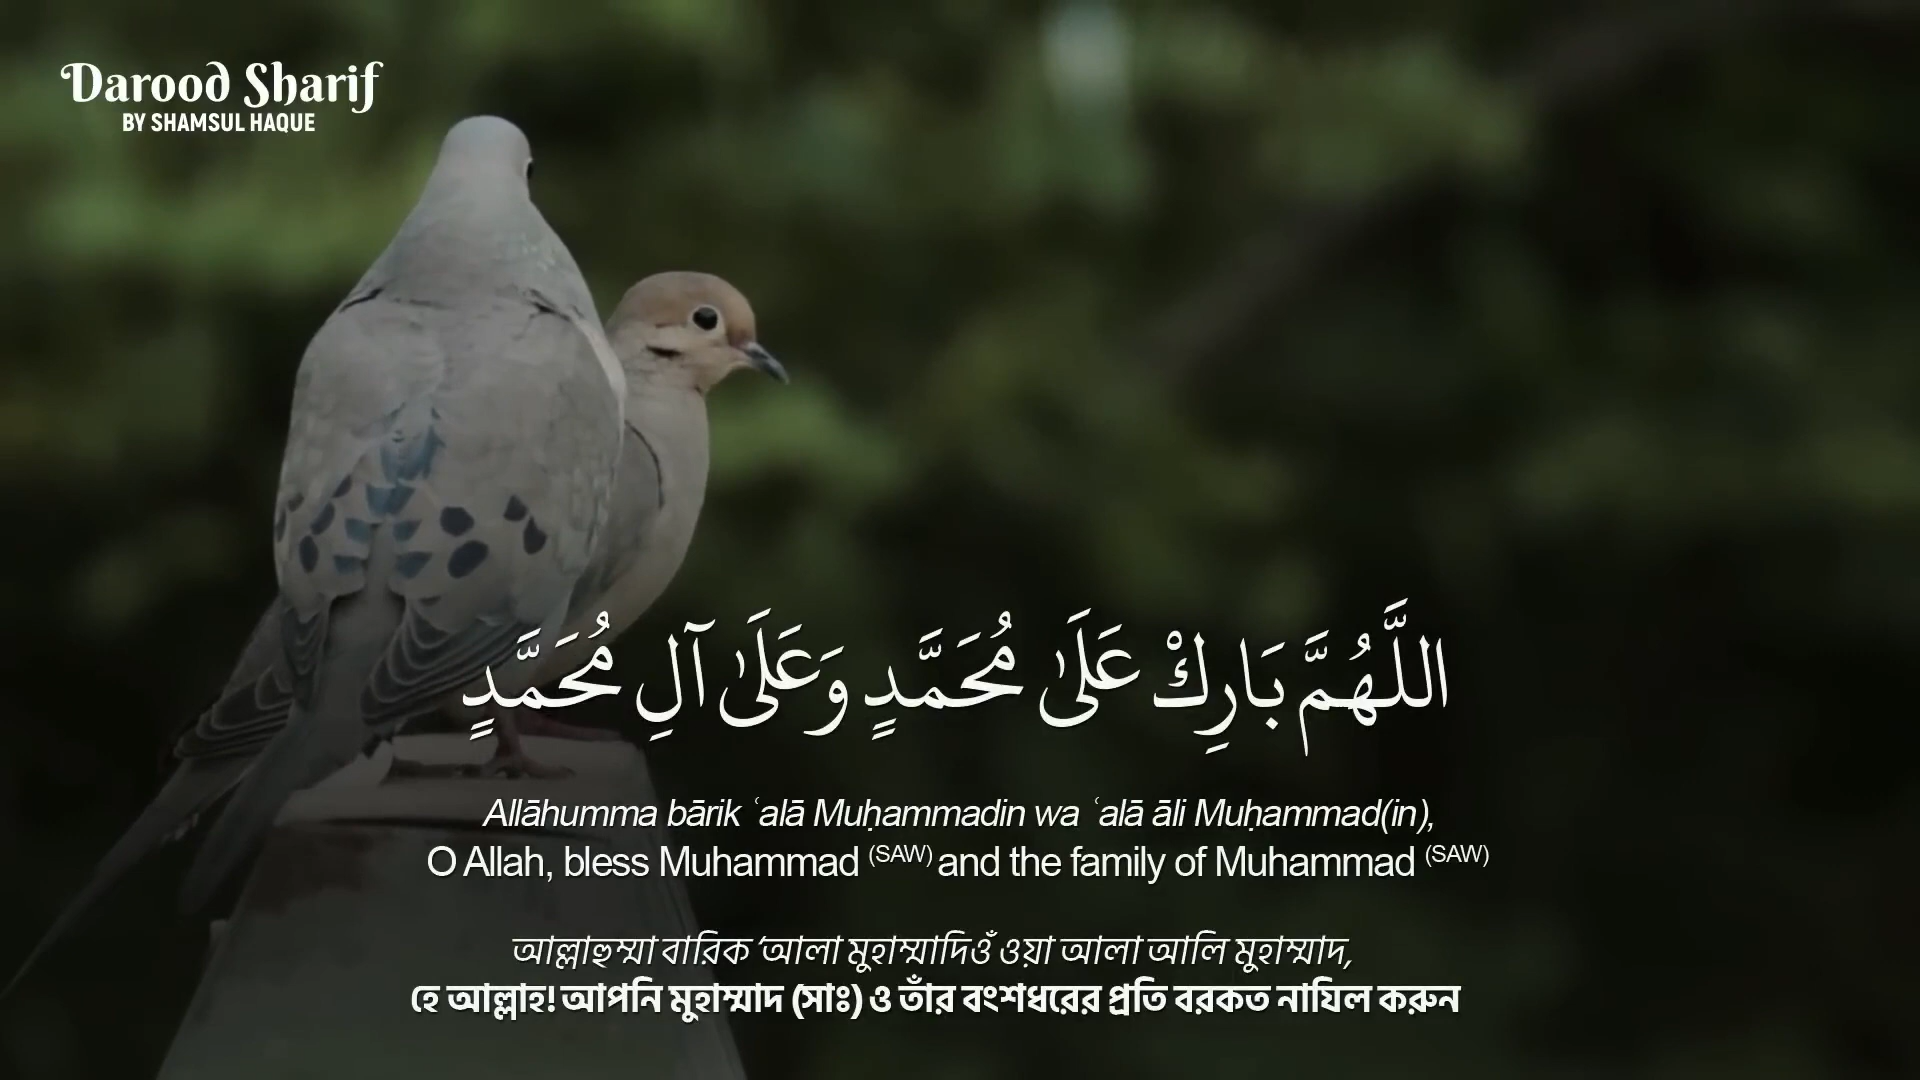 Darood Sharif
BY SHAMSUL HAQUE
اللَّهُمَّ بَارِكْ عَلَىٰ مُحَمَّدٍ وَعَلَىٰ آلِ مُحَمَّدٍ
Allāhumma bārik ʿalā Muḥammadin wa ʿalā āli Muḥammad(in),
O Allah, bless Muhammad (SAW) and the family of Muhammad (SAW)
আল্লাহুম্মা বারিক ‘আলা মুহাম্মাদিওঁ ওয়া আলা আলি মুহাম্মাদ,
হে আল্লাহ! আপনি মুহাম্মাদ (সাঃ) ও তাঁর বংশধরের প্রতি বরকত নাযিল করুন